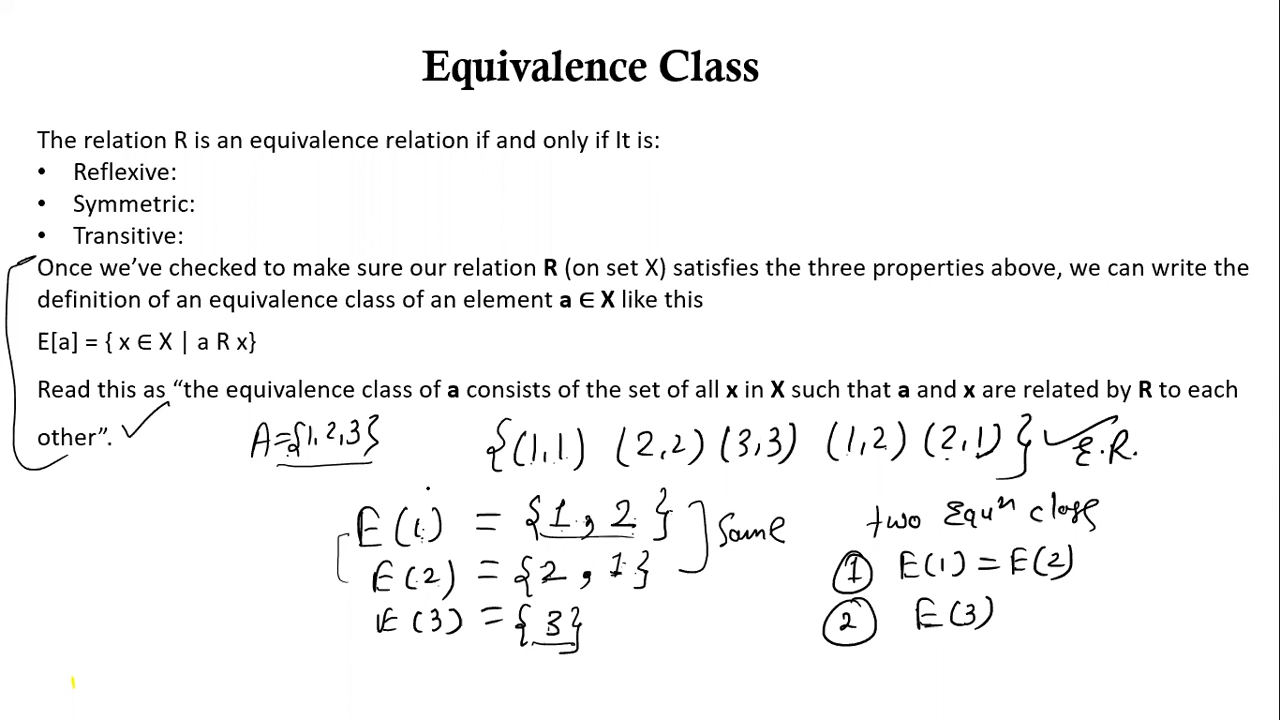 Equivalence Class
The relation R is an equivalence relation if and only if It is:
• Reflexive:
• Symmetric:
• Transitive:
Once we've checked to make sure our relation R (on set X) satisfies the three properties above, we can write the
definition of an equivalence class of an element a ∈ X like this
E[a] = { x ∈ X | a R x}
Read this as “the equivalence class of a consists of the set of all x in X such that a and x are related by R to each
other”.
A={1,2,3} {(1,1) (2,2) (3,3) (1,2) (2,1)} E.R.
E(1) = {1, 2} Same
E(2) = {2, 1}
E(3) = {3}
two Equⁿ class
1 E(1) = E(2)
2 E(3)